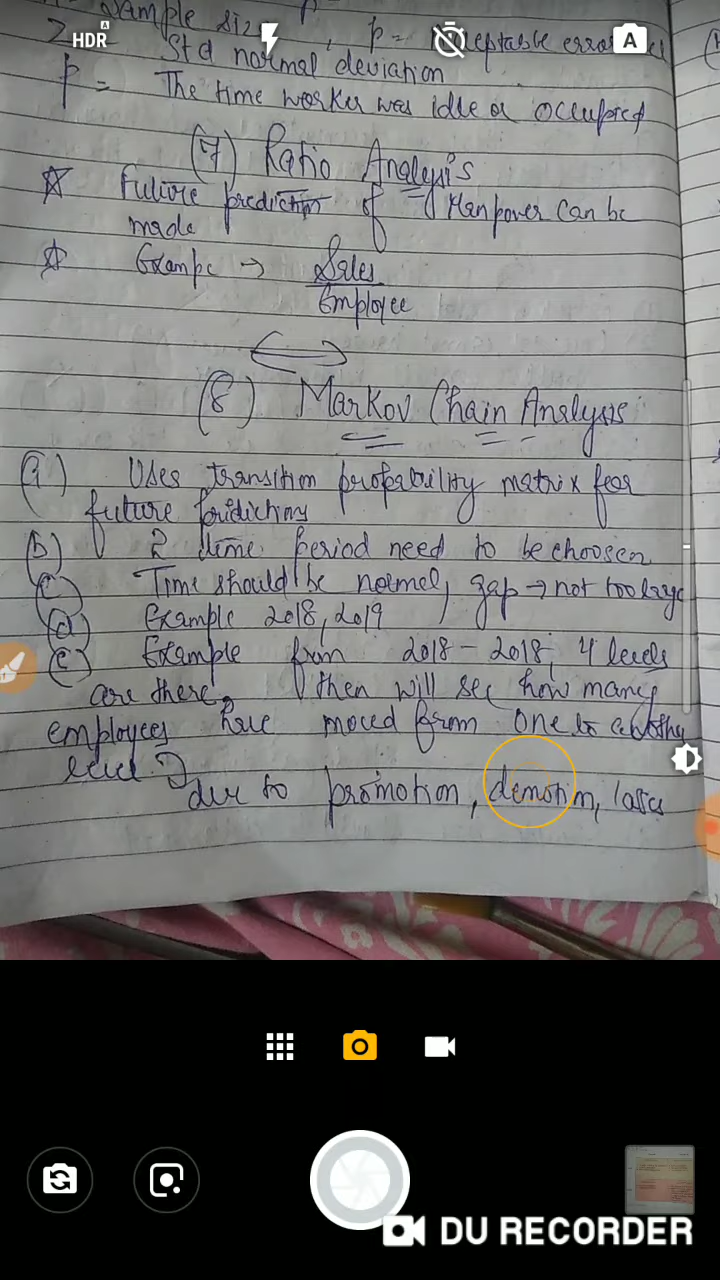 Sample siz
HDR
A
A
Z
Std normal deviation
p =
p = The time worker was idle or occupied
(7) Ratio Analysis
Future prediction of Manpower can be
made
Exampe → Sales
Employee
(8) Markov Chain Analysis
(a) Uses transition probability matrix for
future
(b) 2 time period need to be choosen
(c) Time should be normal, gap → not too large
(d) Example 2018, 2019
(e) Example from 2018 - 2018, 4 levels
are there, then will see how many
employees have moved from one to
level?
due to promotion, demotion,
DU RECORDER